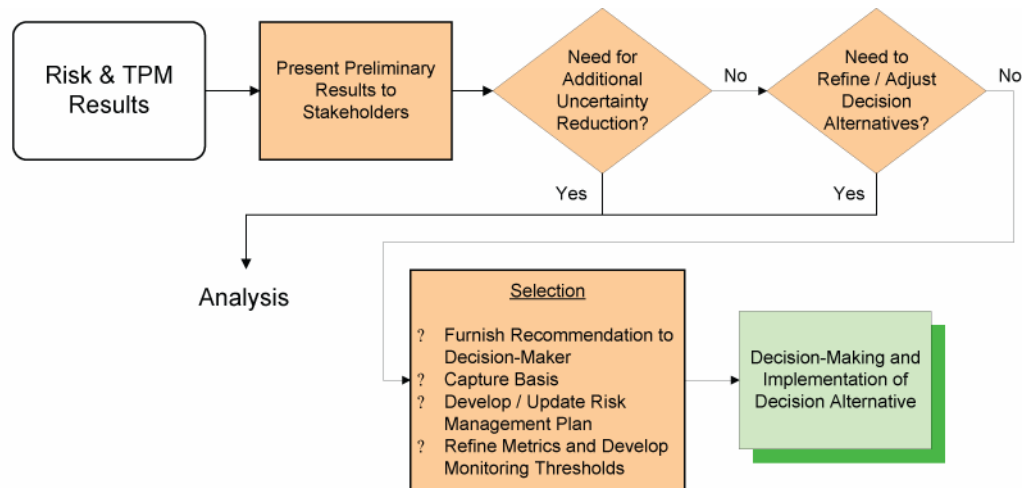 Risk & TPM
Results
Present Preliminary
Results to
Stakeholders
Need for
Additional
Uncertainty
Reduction?
No
Need to
Refine / Adjust
Decision
Alternatives?
No
Yes
Yes
Analysis
Selection
? Furnish Recommendation to
Decision-Maker
? Capture Basis
? Develop / Update Risk
Management Plan
? Refine Metrics and Develop
Monitoring Thresholds
Decision-Making and
Implementation of
Decision Alternative